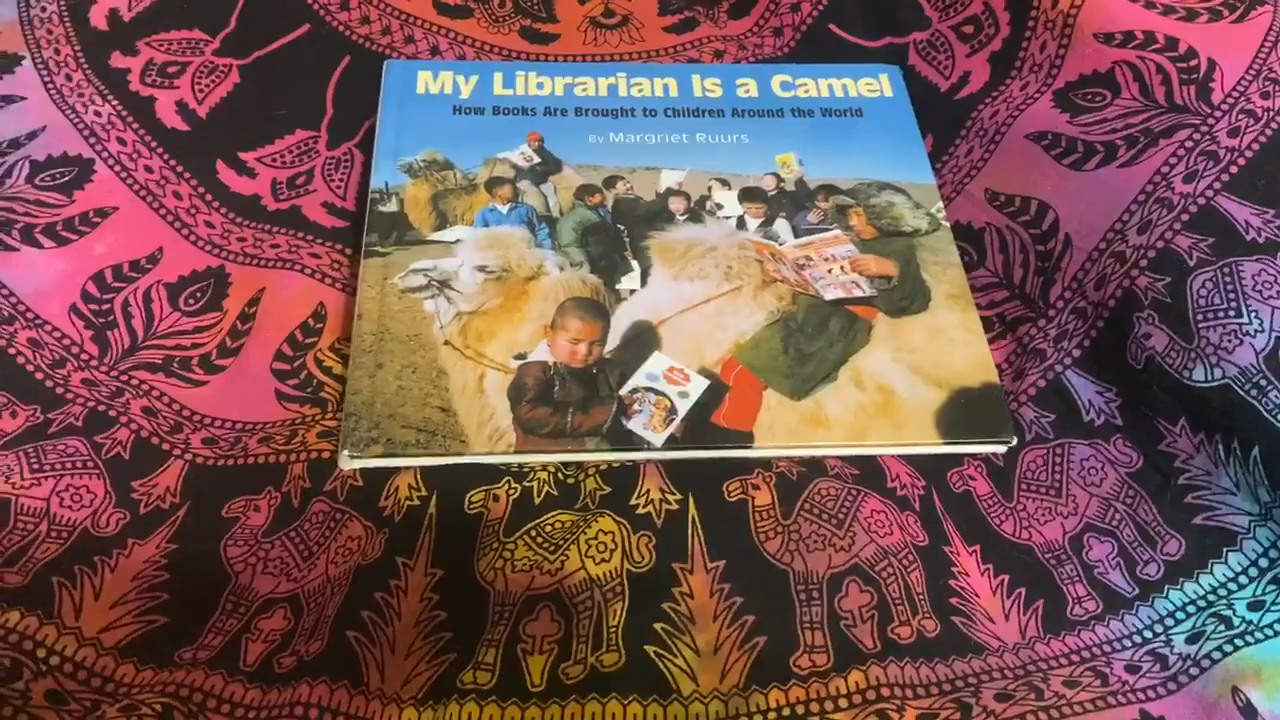 My Librarian Is a Camel
How Books Are Brought to Children Around the World
By Margriet Ruurs